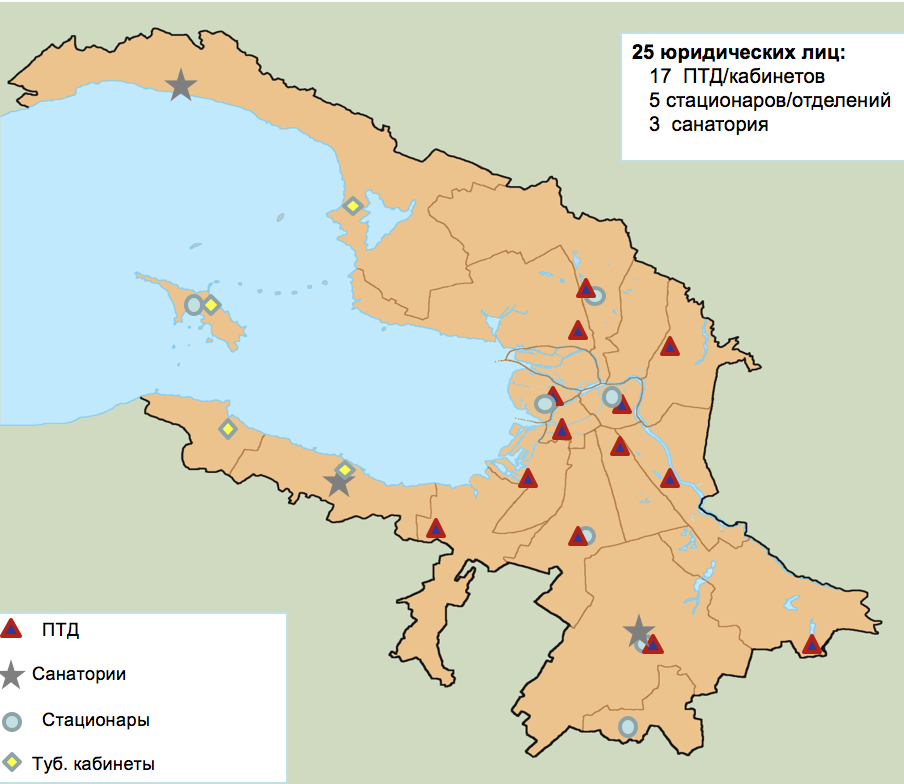 25 юридических лиц:
17 ПТД/кабинетов
5 стационаров/отделений
3 санатория
ПТД
Санатории
Стационары
Туб. кабинеты